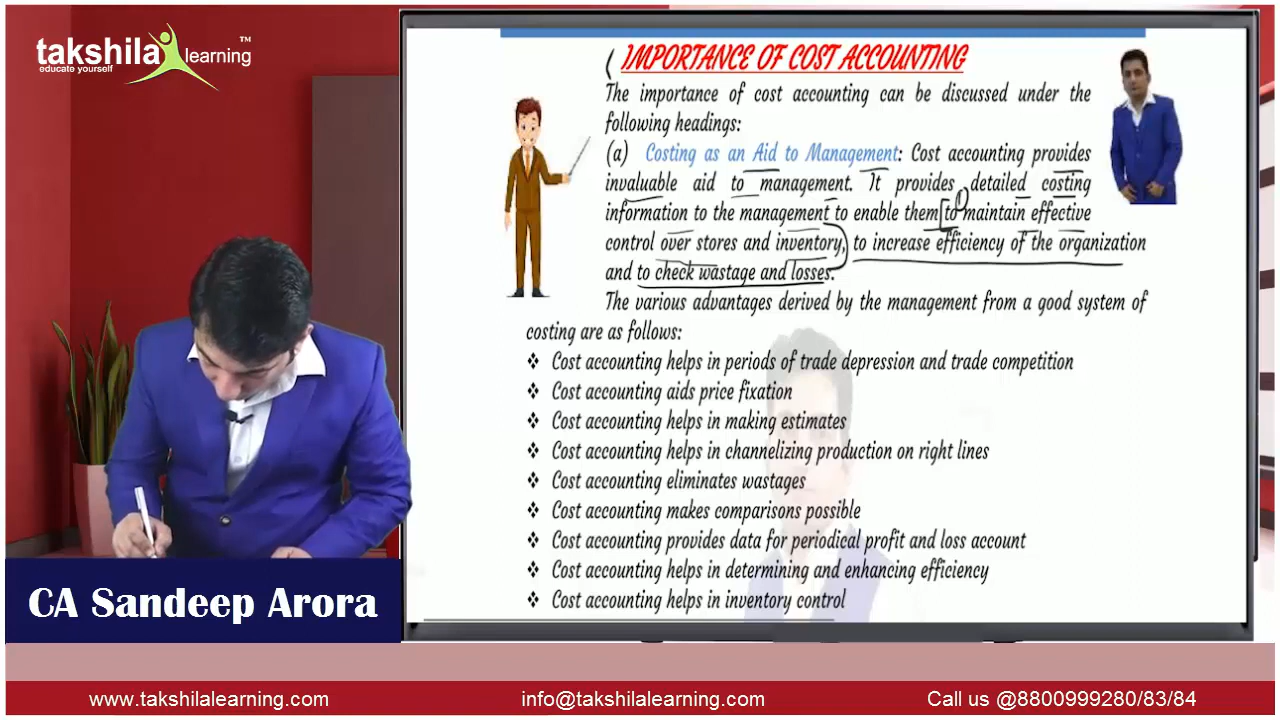 takshila learning ™
educate yourself
IMPORTANCE OF COST ACCOUNTING
The importance of cost accounting can be discussed under the
following headings:
(a) Costing as an Aid to Management: Cost accounting provides
invaluable aid to management. It provides detailed costing
information to the management to enable them to maintain effective
control over stores and inventory, to increase efficiency of the organization
and to check wastage and losses.
The various advantages derived by the management from a good system of
costing are as follows:
❖ Cost accounting helps in periods of trade depression and trade competition
❖ Cost accounting aids price fixation
❖ Cost accounting helps in making estimates
❖ Cost accounting helps in channelizing production on right lines
❖ Cost accounting eliminates wastages
❖ Cost accounting makes comparisons possible
❖ Cost accounting provides data for periodical profit and loss account
❖ Cost accounting helps in determining and enhancing efficiency
❖ Cost accounting helps in inventory control
CA Sandeep Arora
www.takshilalearning.com info@takshilalearning.com Call us @8800999280/83/84